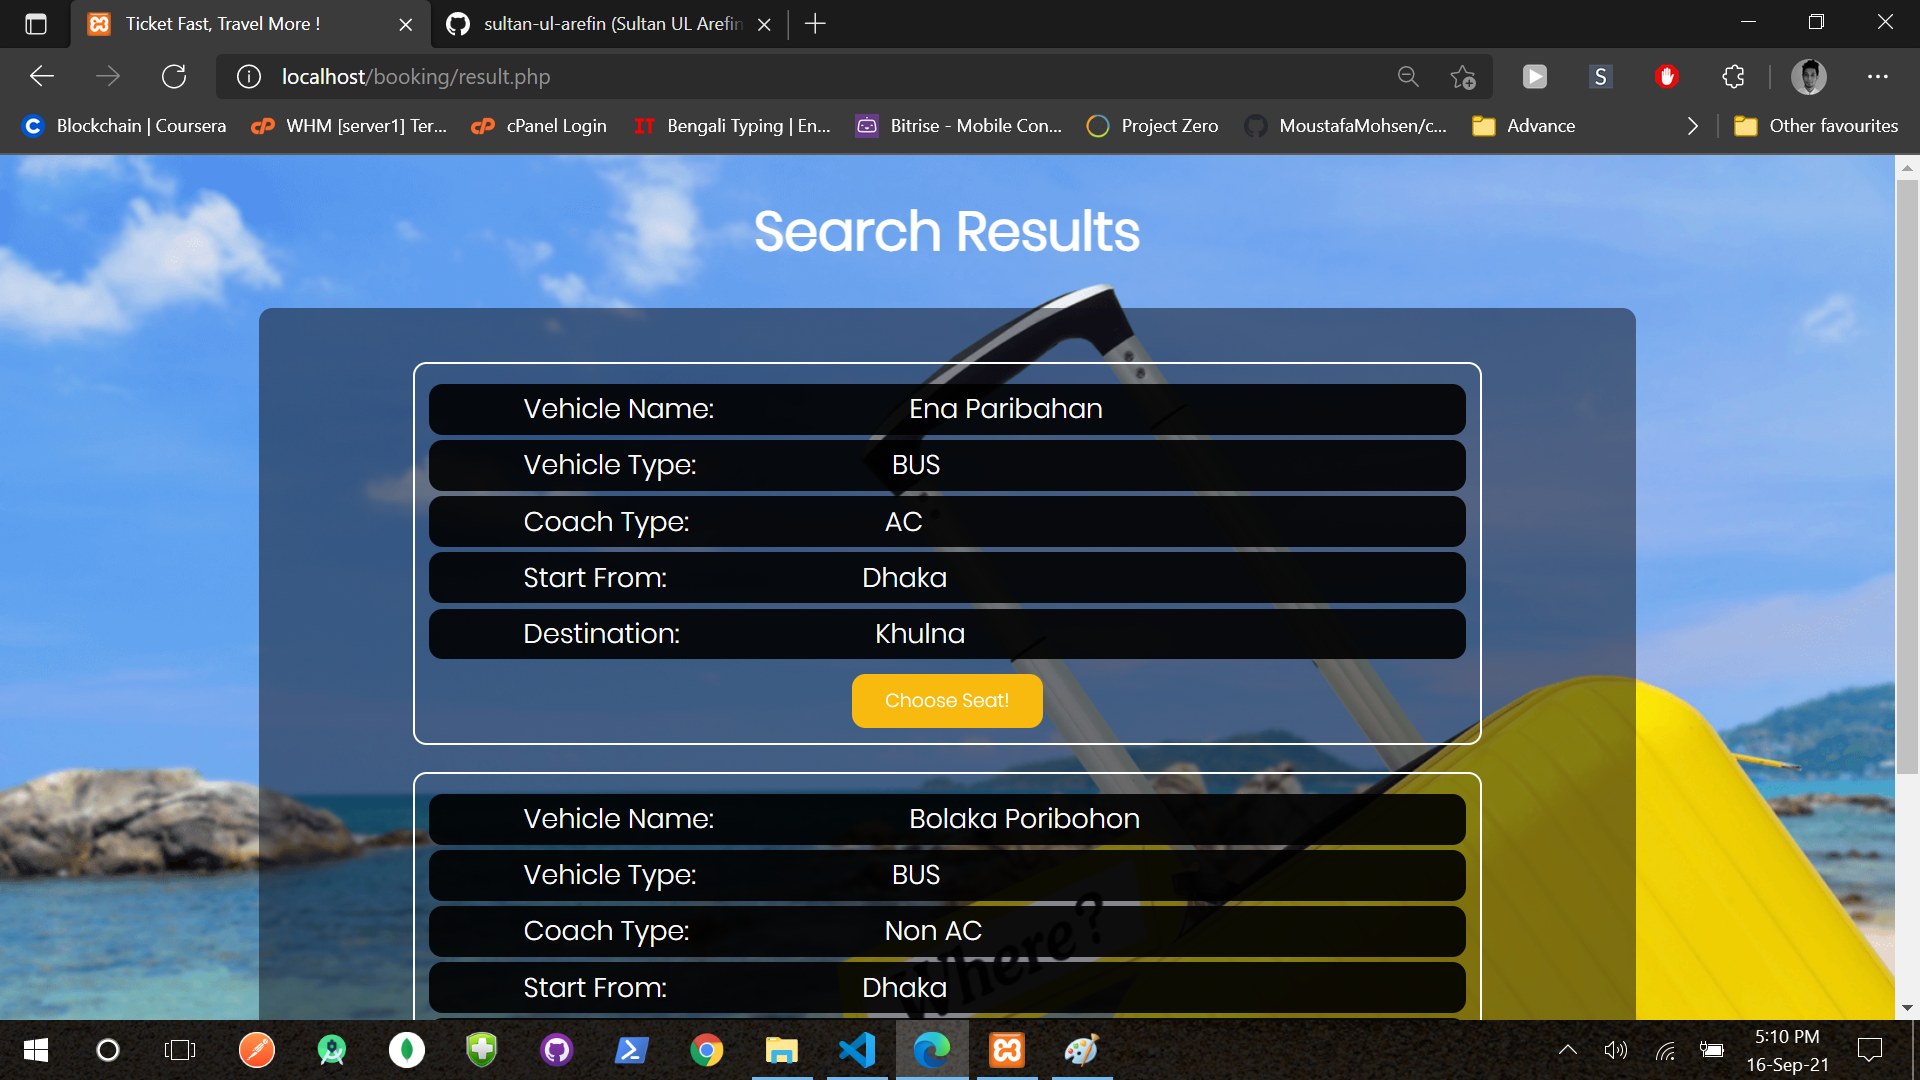 Ticket Fast, Travel More !
sultan-ul-arefin (Sultan UL Arefin
localhost/booking/result.php
S
Blockchain | Coursera
WHM [server1] Ter...
cPanel Login
IT Bengali Typing | En...
Bitrise - Mobile Con...
Project Zero
MoustafaMohsen/c...
Advance
Other favourites
Search Results
Vehicle Name: Ena Paribahan
Vehicle Type: BUS
Coach Type: AC
Start From: Dhaka
Destination: Khulna
Choose Seat!
Vehicle Name: Bolaka Poribohon
Vehicle Type: BUS
Coach Type: Non AC
Start From: Dhaka
Where?
5:10 PM
16-Sep-21